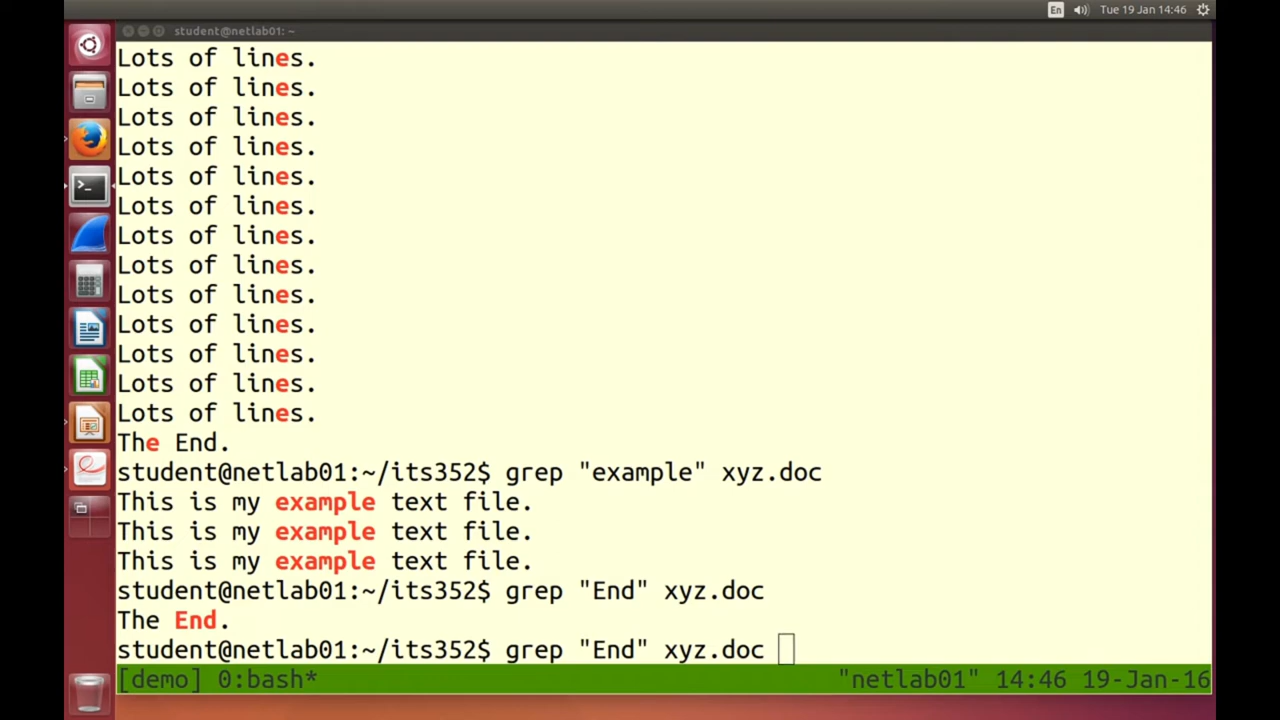 En Tue 19 Jan 14:46
student@netlab01: ~
Lots of lines.
Lots of lines.
Lots of lines.
Lots of lines.
Lots of lines.
Lots of lines.
Lots of lines.
Lots of lines.
Lots of lines.
Lots of lines.
Lots of lines.
Lots of lines.
Lots of lines.
The End.
student@netlab01:~/its352$ grep "example" xyz.doc
This is my example text file.
This is my example text file.
This is my example text file.
student@netlab01:~/its352$ grep "End" xyz.doc
The End.
student@netlab01:~/its352$ grep "End" xyz.doc
[demo] 0:bash* "netlab01" 14:46 19-Jan-16